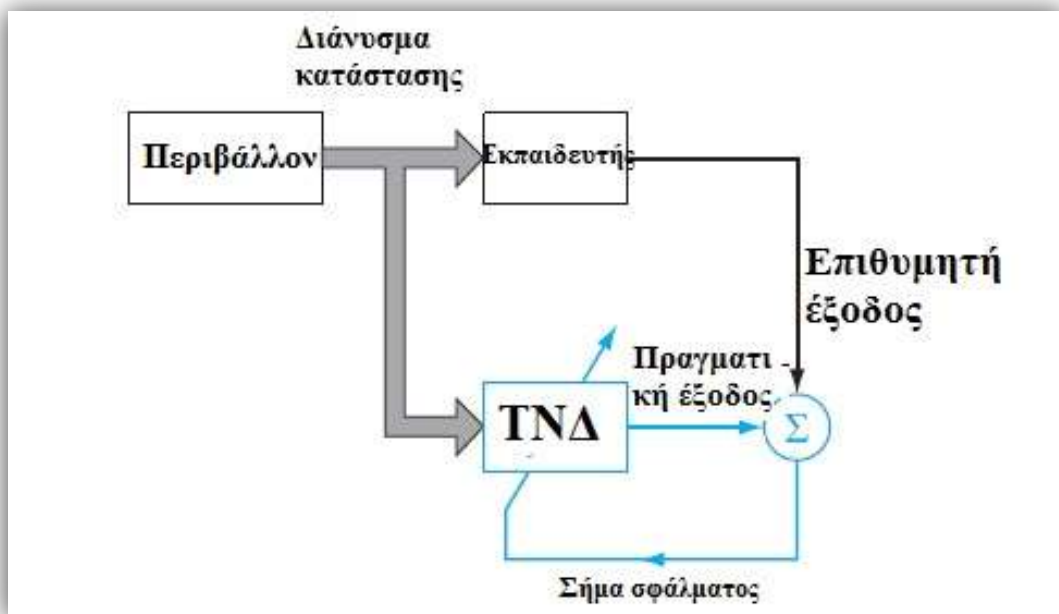 Διάνυσμα
κατάστασης
Περιβάλλον
Εκπαιδευτής
Επιθυμητή
έξοδος
Πραγματι -
κή έξοδος
ΤΝΔ
Σ
Σήμα σφάλματος